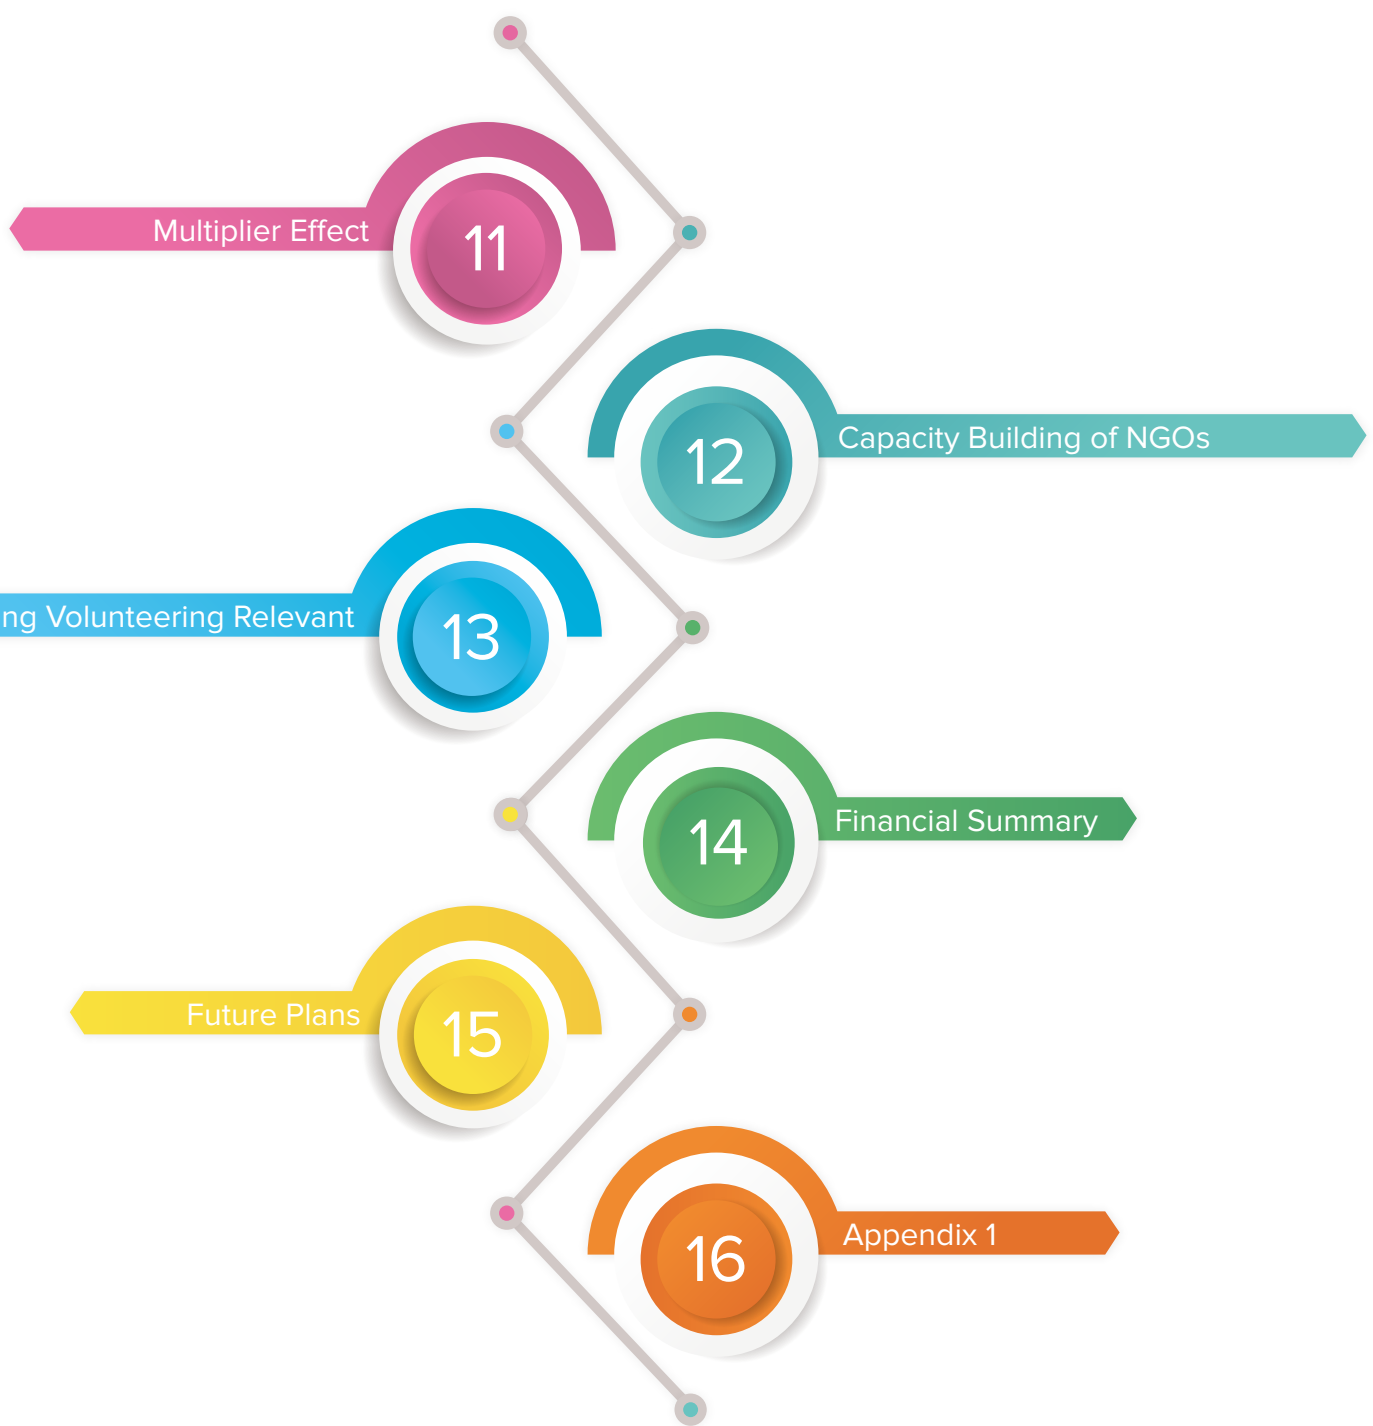 Multiplier Effect
11
12
Capacity Building of NGOs
ng Volunteering Relevant
13
14
Financial Summary
Future Plans
15
16
Appendix 1